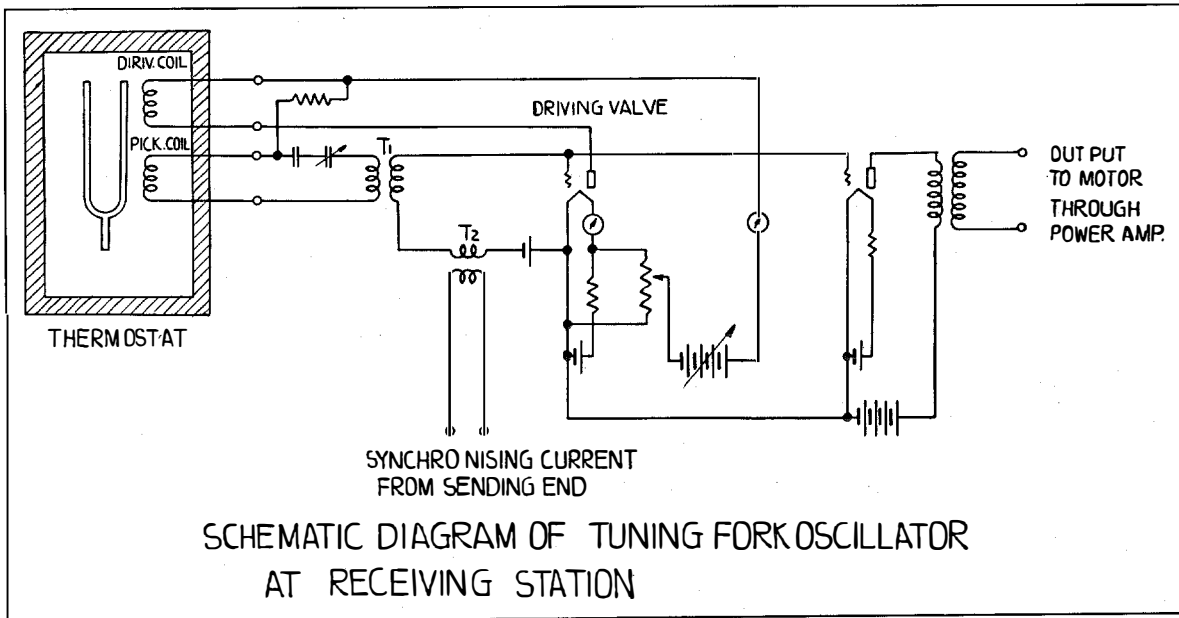 DIRIV. COIL
PICK. COIL
THERMOSTAT
T1
DRIVING VALVE
T2
OUT PUT
TO MOTOR
THROUGH
POWER AMP.
SYNCHRONISING CURRENT
FROM SENDING END
SCHEMATIC DIAGRAM OF TUNING FORK OSCILLATOR
AT RECEIVING STATION